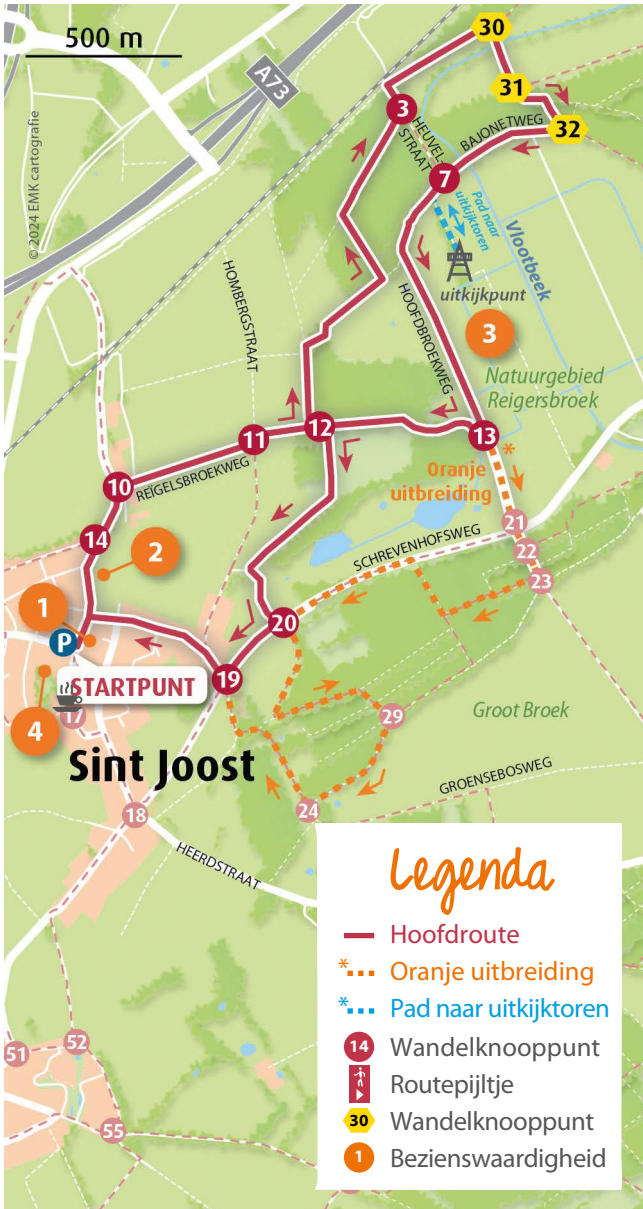 500 m
A73
© 2024 EMK cartografie
30
31
32
3
HEUVEL-
STRAAT
BAJONETWEG
7
Pad naar
uitkijktoren
Vlootbeek
uitkijkpunt
3
HOMBERGSTRAAT
HOOFDBROEKWEG
Natuurgebied
Reigersbroek
12
11
13
*
REIGELSBROEKWEG
10
Oranje
uitbreiding
14
2
21
SCHREVENHOFSWEG
22
23
1
P
20
STARTPUNT
19
17
4
29
Groot Broek
Sint Joost
GROENSEBOSWEG
24
18
HEERDSTRAAT
Legenda
Hoofdroute
* Oranje uitbreiding
* Pad naar uitkijktoren
14 Wandelknooppunt
Routepijltje
30 Wandelknooppunt
1 Bezienswaardigheid
51
52
55